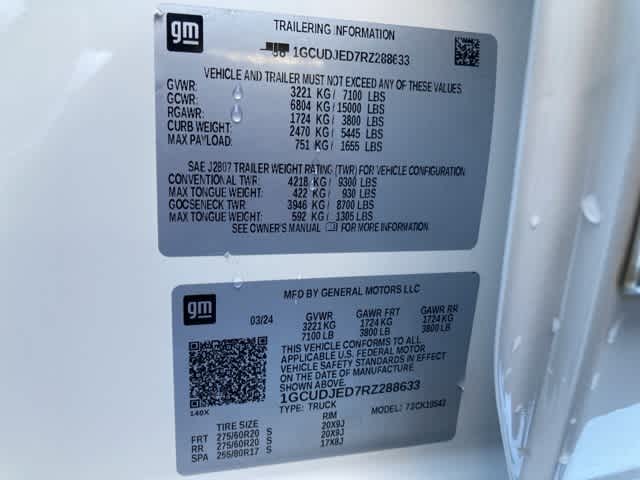 gm
TRAILERING INFORMATION
1GCUDJED7RZ288633
VEHICLE AND TRAILER MUST NOT EXCEED ANY OF THESE VALUES
GVWR: 3221 KG/ 7100 LBS
GCWR: 6804 KG/ 15000 LBS
RGAWR: 1724 KG/ 3800 LBS
CURB WEIGHT: 2470 KG/ 5445 LBS
MAX PAYLOAD: 751 KG/ 1655 LBS
SAE J2807 TRAILER WEIGHT RATING (TWR) FOR VEHICLE CONFIGURATION
CONVENTIONAL TWR: 4218 KG/ 9300 LBS
MAX TONGUE WEIGHT: 422 KG/ 930 LBS
GOOSENECK TWR: 3946 KG/ 8700 LBS
MAX TONGUE WEIGHT: 592 KG/ 1305 LBS
SEE OWNER'S MANUAL FOR MORE INFORMATION
gm
MFD BY GENERAL MOTORS LLC
03/24 GVWR GAWR FRT GAWR RR
3221 KG 1724 KG 1724 KG
7100 LB 3800 LB 3800 LB
THIS VEHICLE CONFORMS TO ALL
APPLICABLE U.S. FEDERAL MOTOR
VEHICLE SAFETY STANDARDS IN EFFECT
ON THE DATE OF MANUFACTURE
SHOWN ABOVE.
1GCUDJED7RZ288633
140X
TYPE: TRUCK MODEL: TCK10543
TIRE SIZE RIM
FRT 275/60R20 S 20X9J
RR 275/60R20 S 20X9J
SPA 255/80R17 S 17X8J